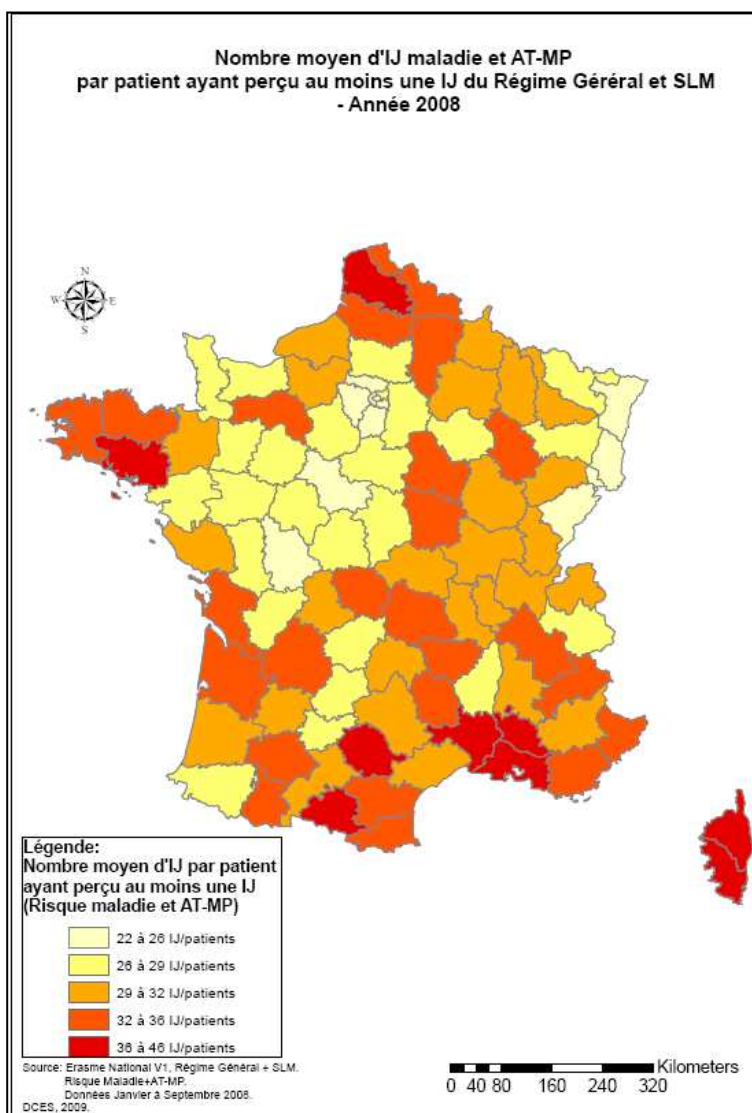 Nombre moyen d'IJ maladie et AT-MP
par patient ayant perçu au moins une IJ du Régime Géréral et SLM
- Année 2008
N
W E
S
Légende:
Nombre moyen d'IJ par patient
ayant perçu au moins une IJ
(Risque maladie et AT-MP)
22 à 26 IJ/patients
26 à 29 IJ/patients
29 à 32 IJ/patients
32 à 36 IJ/patients
36 à 46 IJ/patients
Source: Erasme National V1, Régime Général + SLM.
Risque Maladie+AT-MP.
Données Janvier à Septembre 2008.
DCES, 2009.
Kilometers
0 40 80 160 240 320